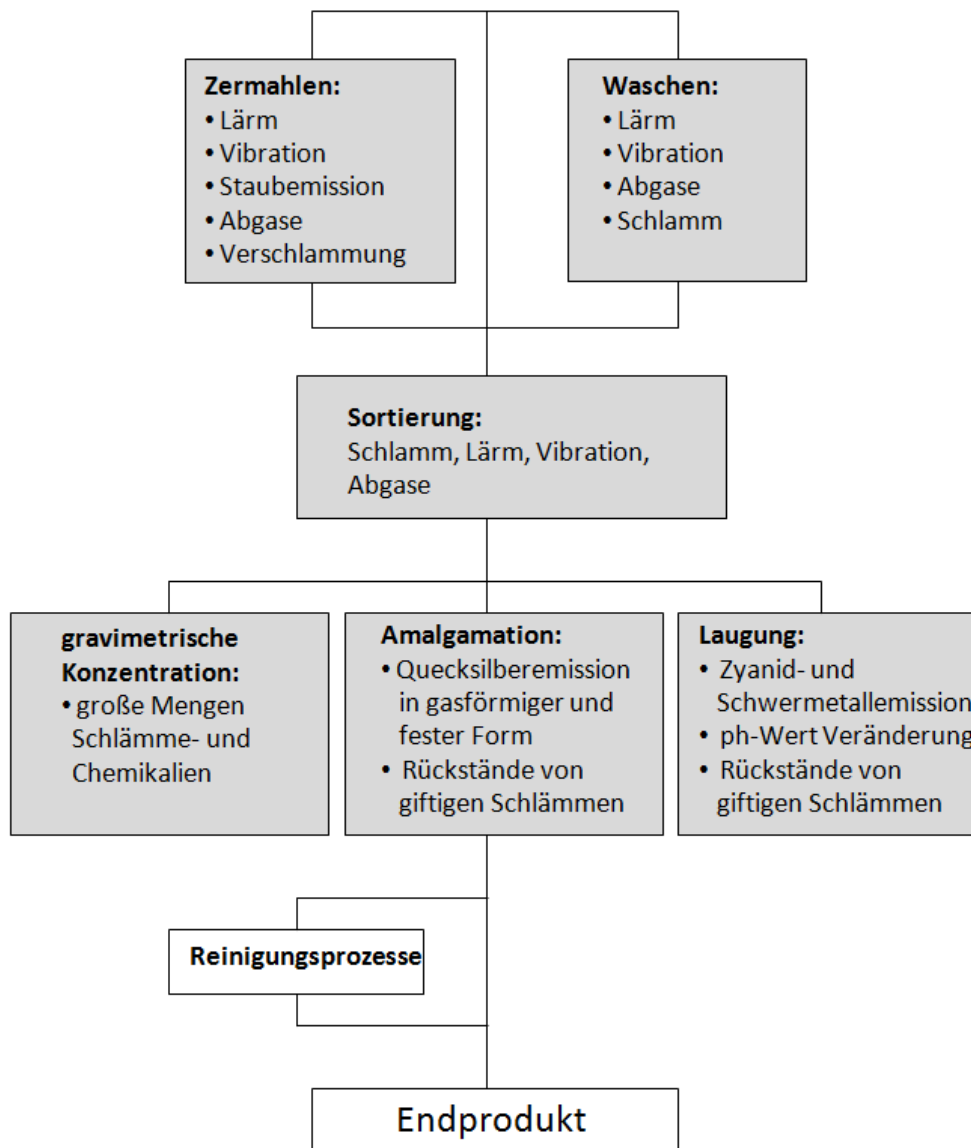 Zermahlen:
• Lärm
• Vibration
• Staubemission
• Abgase
• Verschlammung
Waschen:
• Lärm
• Vibration
• Abgase
• Schlamm
Sortierung:
Schlamm, Lärm, Vibration,
Abgase
gravimetrische
Konzentration:
• große Mengen
Schlämme- und
Chemikalien
Amalgamation:
• Quecksilberemission
in gasförmiger und
fester Form
• Rückstände von
giftigen Schlämmen
Laugung:
• Zyanid- und
Schwermetallemission
• ph-Wert Veränderung
• Rückstände von
giftigen Schlämmen
Reinigungsprozesse
Endprodukt